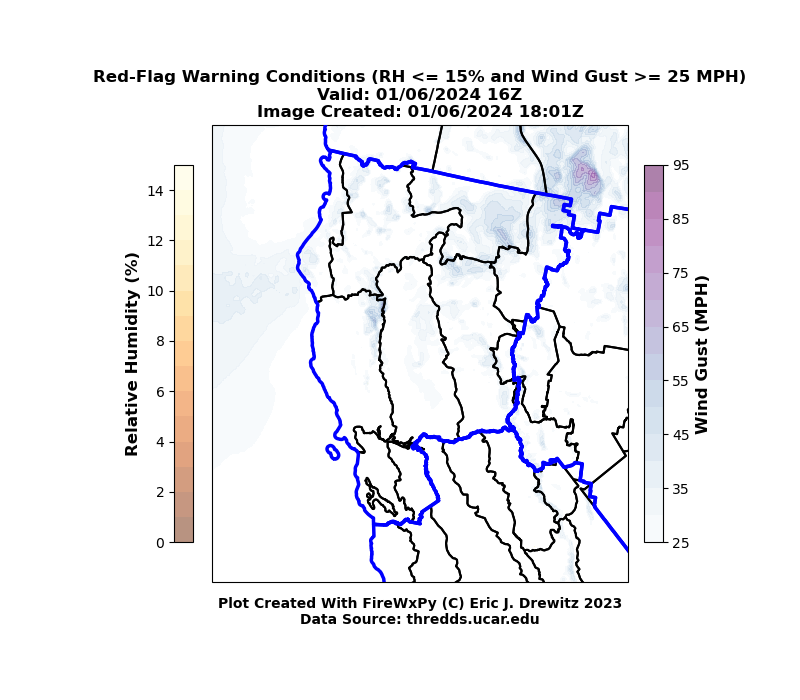 Red-Flag Warning Conditions (RH <= 15% and Wind Gust >= 25 MPH)
Valid: 01/06/2024 16Z
Image Created: 01/06/2024 18:01Z
Relative Humidity (%)
14
12
10
8
6
4
2
0
95
85
75
65
55
45
35
25
Wind Gust (MPH)
Plot Created With FireWxPy (C) Eric J. Drewitz 2023
Data Source: thredds.ucar.edu